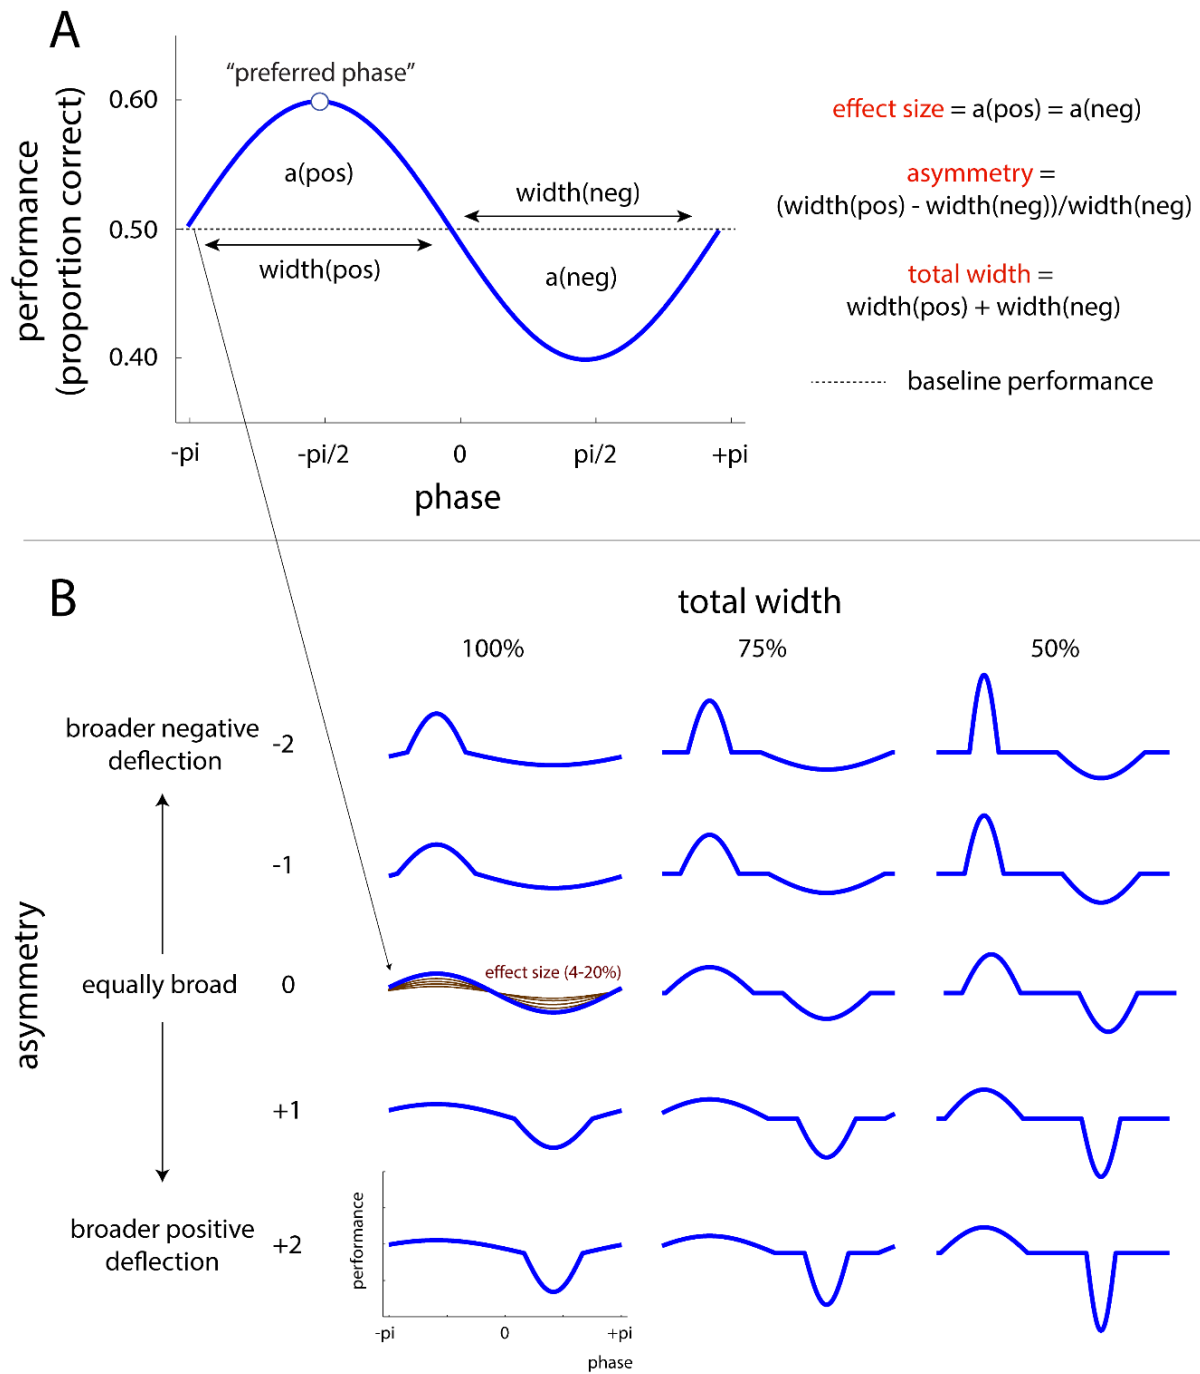 A
"preferred phase"
performance
(proportion correct)
0.60
0.50
0.40
a(pos)
width(neg)
width(pos)
a(neg)
-pi
-pi/2
0
pi/2
+pi
phase
effect size = a(pos) = a(neg)
asymmetry =
(width(pos) - width(neg))/width(neg)
total width =
width(pos) + width(neg)
baseline performance
B
total width
100%
75%
50%
asymmetry
broader negative
deflection
-2
-1
equally broad
0
effect size (4-20%)
+1
broader positive
deflection
+2
performance
-pi
0
+pi
phase